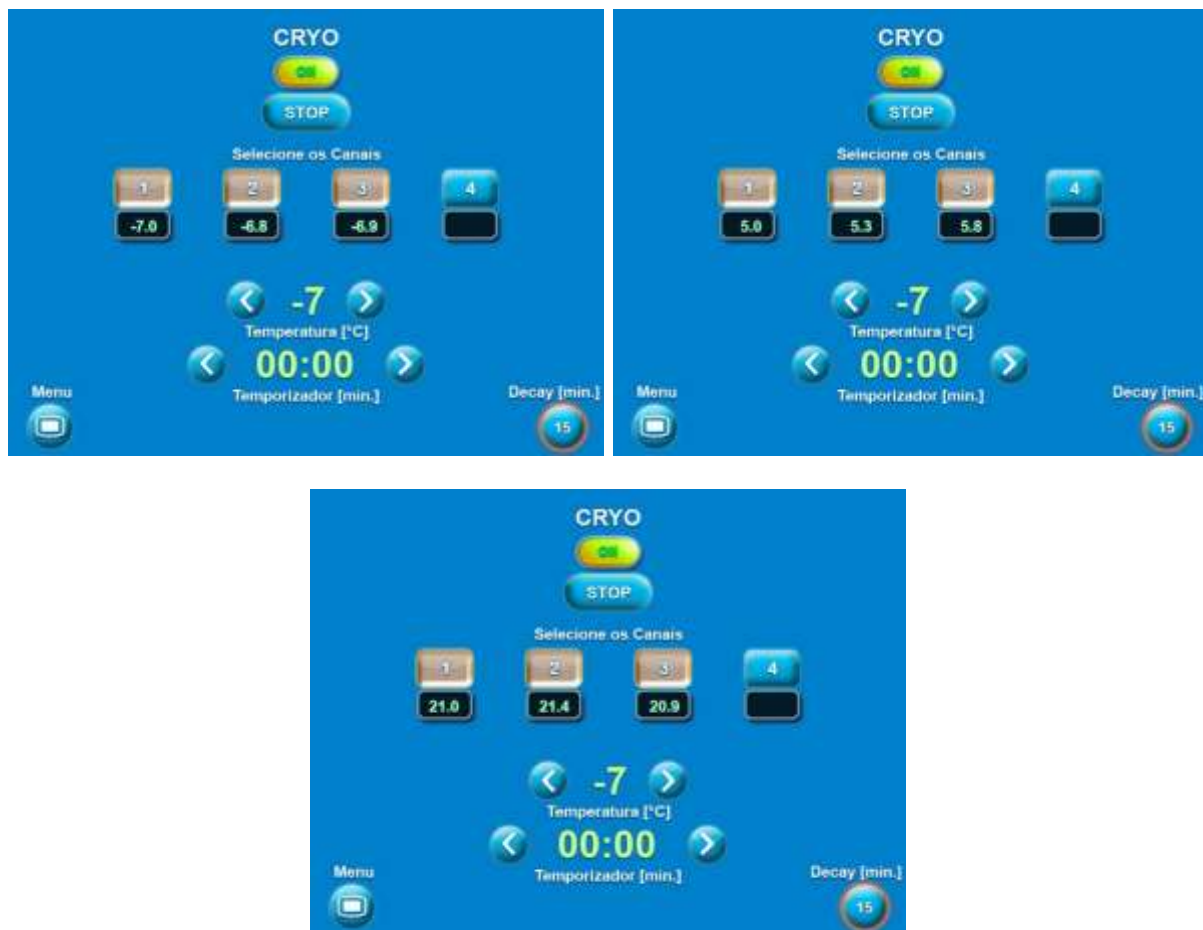 CRYO
ON
STOP
Selecione os Canais
1 2 3 4
-7.0 -6.8 -6.9
-7
Temperatura [°C]
00:00
Temporizador [min.]
Menu
Decay [min.]
15
CRYO
ON
STOP
Selecione os Canais
1 2 3 4
5.0 5.3 5.8
-7
Temperatura [°C]
00:00
Temporizador [min.]
Menu
Decay [min.]
15
CRYO
ON
STOP
Selecione os Canais
1 2 3 4
21.0 21.4 20.9
-7
Temperatura [°C]
00:00
Temporizador [min.]
Menu
Decay [min.]
15